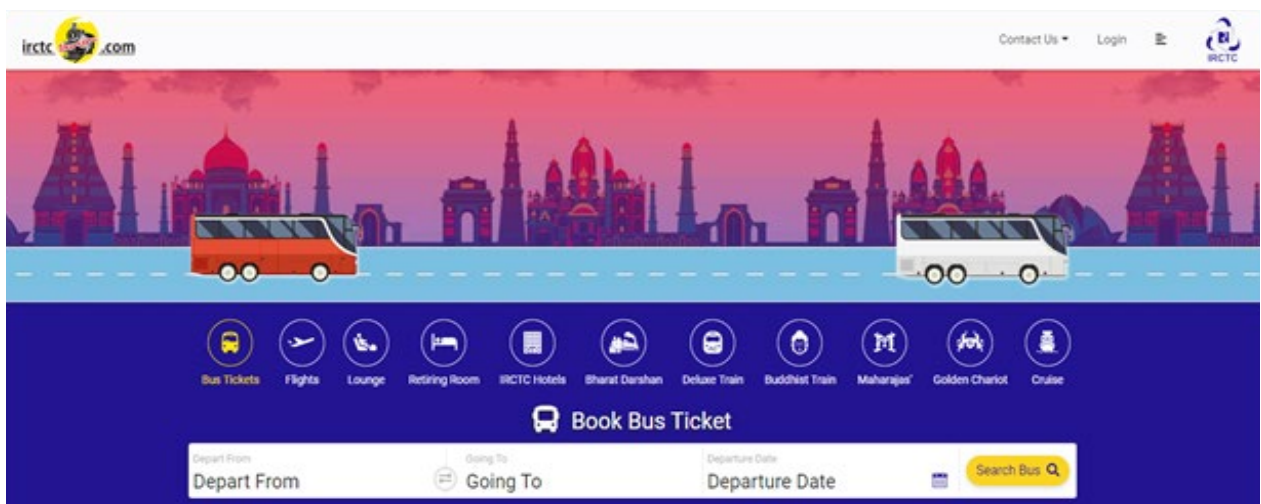 irctc .com
Contact Us Login
IRCTC
Bus Tickets Flights Lounge Retiring Room IRCTC Hotels Bharat Darshan Deluxe Train Buddhist Train Maharajas' Golden Chariot Cruise
Book Bus Ticket
Depart From Going To Departure Date
Depart From Going To Departure Date Search Bus